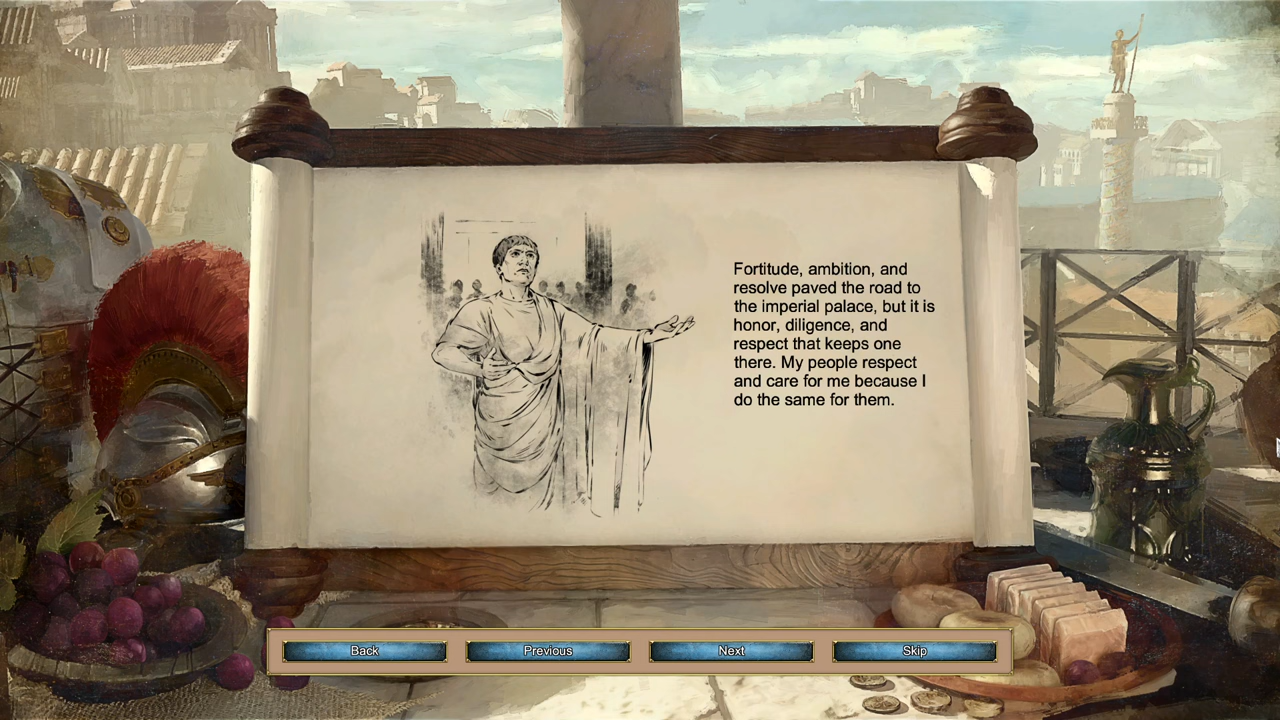 Fortitude, ambition, and
resolve paved the road to
the imperial palace, but it is
honor, diligence, and
respect that keeps one
there. My people respect
and care for me because I
do the same for them.
Back
Previous
Next
Skip